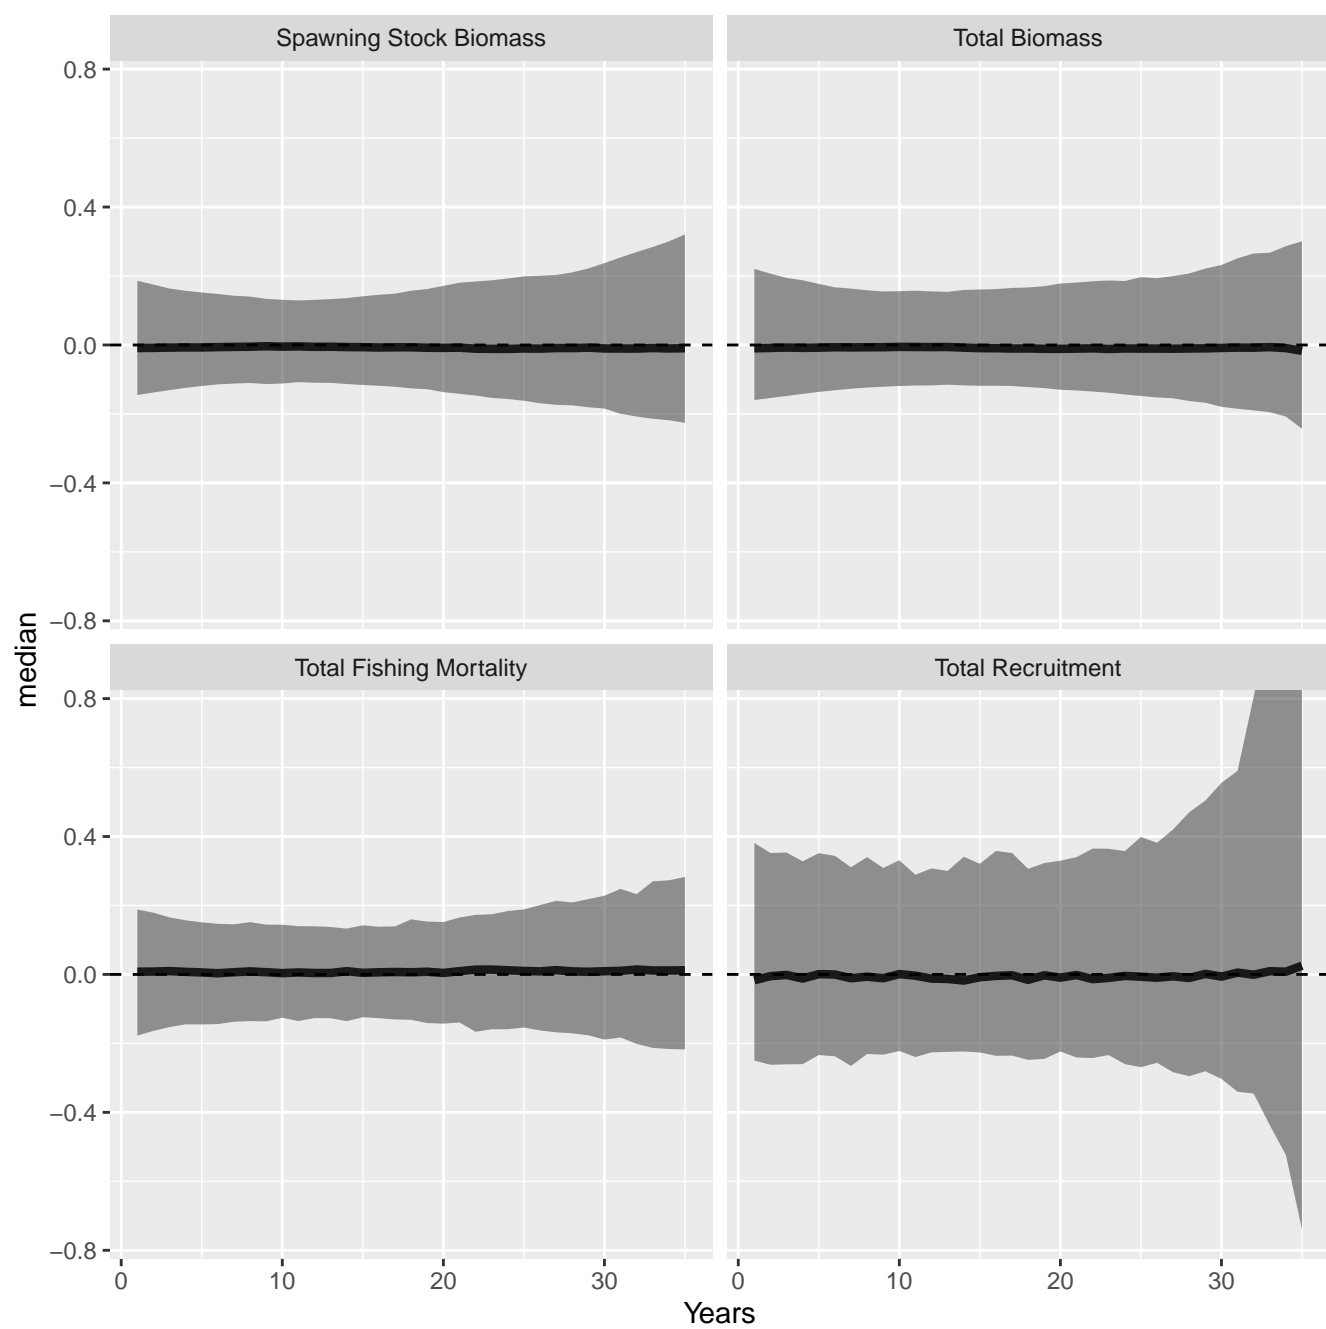 Spawning Stock Biomass
Total Biomass
0.8
0.4
0.0
−0.4
−0.8
median
Total Fishing Mortality
Total Recruitment
0.8
0.4
0.0
−0.4
−0.8
0 10 20 30
0 10 20 30
Years